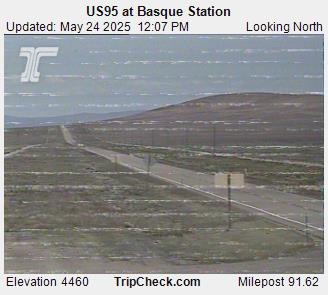 US95 at Basque Station
Updated: May 24 2025 12:07 PM Looking North
Elevation 4460 TripCheck.com Milepost 91.62